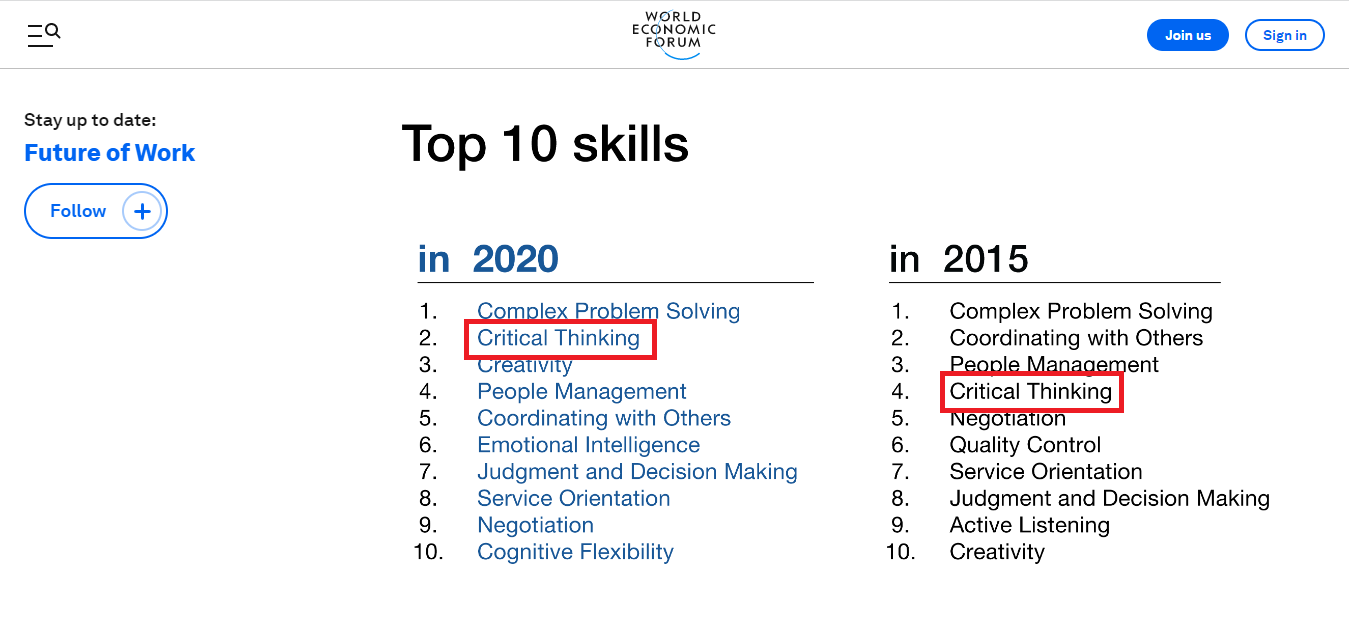 WORLD
ECONOMIC
FORUM
Join us
Sign in
Stay up to date:
Future of Work
Follow
Top 10 skills
in 2020
1. Complex Problem Solving
2. Critical Thinking
3. Creativity
4. People Management
5. Coordinating with Others
6. Emotional Intelligence
7. Judgment and Decision Making
8. Service Orientation
9. Negotiation
10. Cognitive Flexibility
in 2015
1. Complex Problem Solving
2. Coordinating with Others
3. People Management
4. Critical Thinking
5. Negotiation
6. Quality Control
7. Service Orientation
8. Judgment and Decision Making
9. Active Listening
10. Creativity